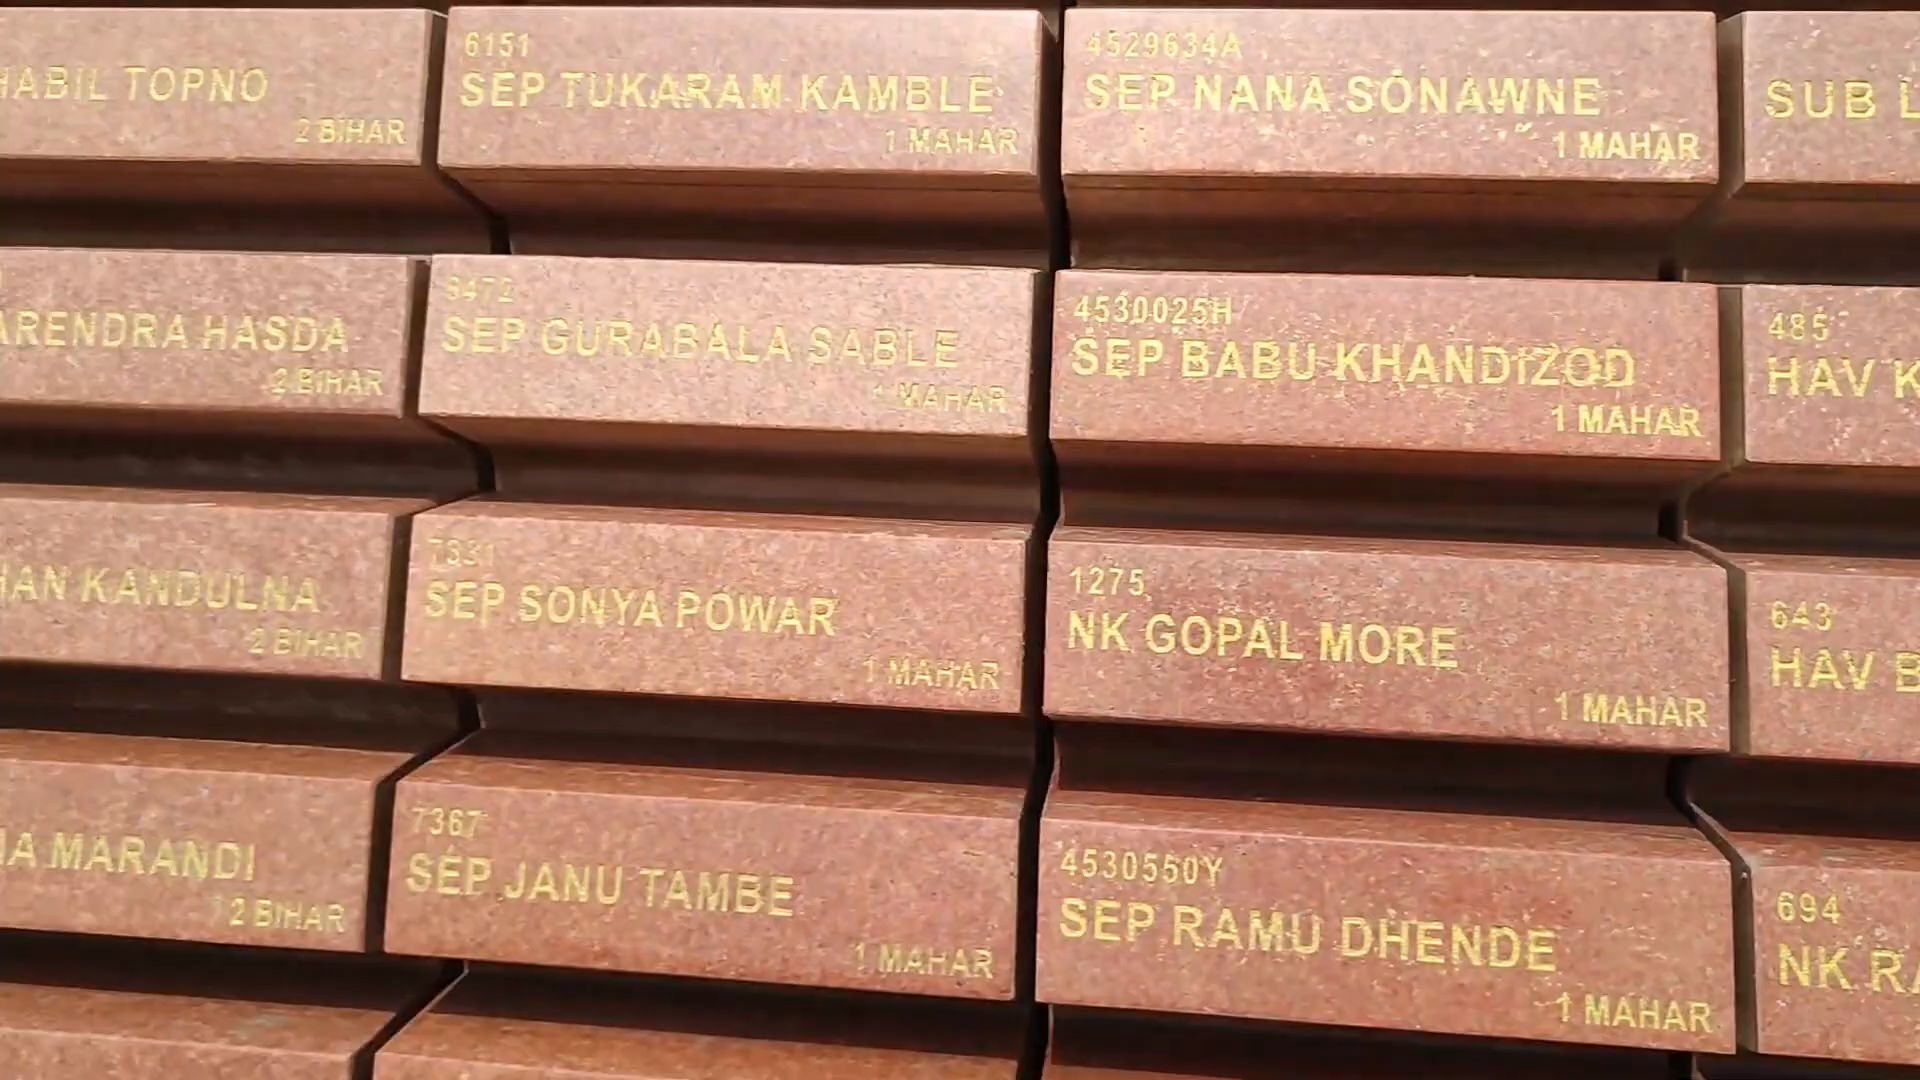 HABIL TOPNO
2 BIHAR
6151
SEP TUKARAM KAMBLE
1 MAHAR
4529634A
SEP NANA SONAWNE
1 MAHAR
SUB
ARENDRA HASDA
2 BIHAR
SEP GURABALA SABLE
1 MAHAR
4530025H
SEP BABU KHANDIZOD
1 MAHAR
485
HAV K
KANDULNA
2 BIHAR
SEP SONYA POWAR
1 MAHAR
1275
NK GOPAL MORE
1 MAHAR
643
HAV B
MARANDI
2 BIHAR
7367
SEP JANU TAMBE
1 MAHAR
4530550Y
SEP RAMU DHENDE
1 MAHAR
694
NK RA